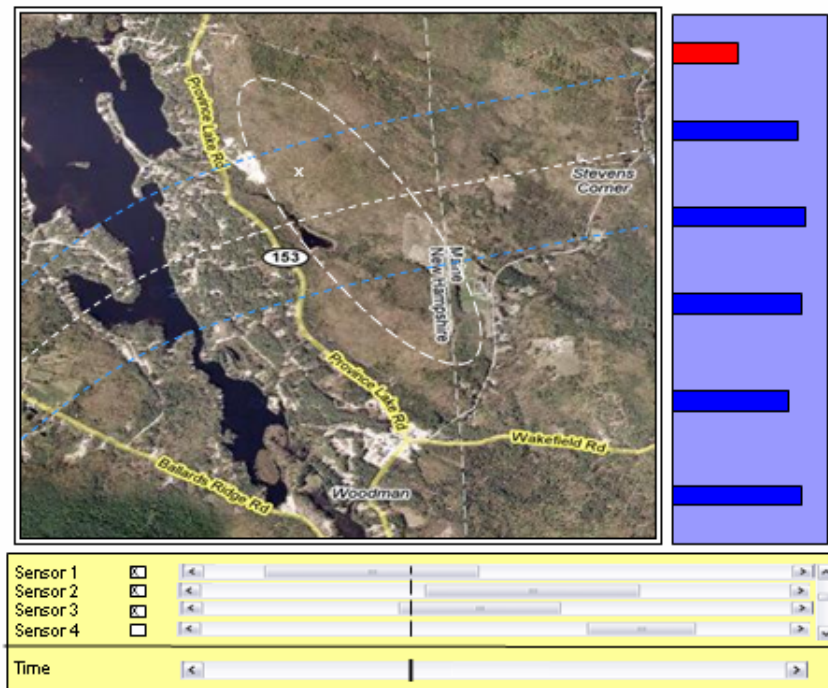 Province Lake Rd
x
Stevens
Corner
153
Maine
New Hampshire
Province Lake Rd
Wakefield Rd
Ballards Ridge Rd
Woodman
Sensor 1 X
Sensor 2 X
Sensor 3 X
Sensor 4
Time